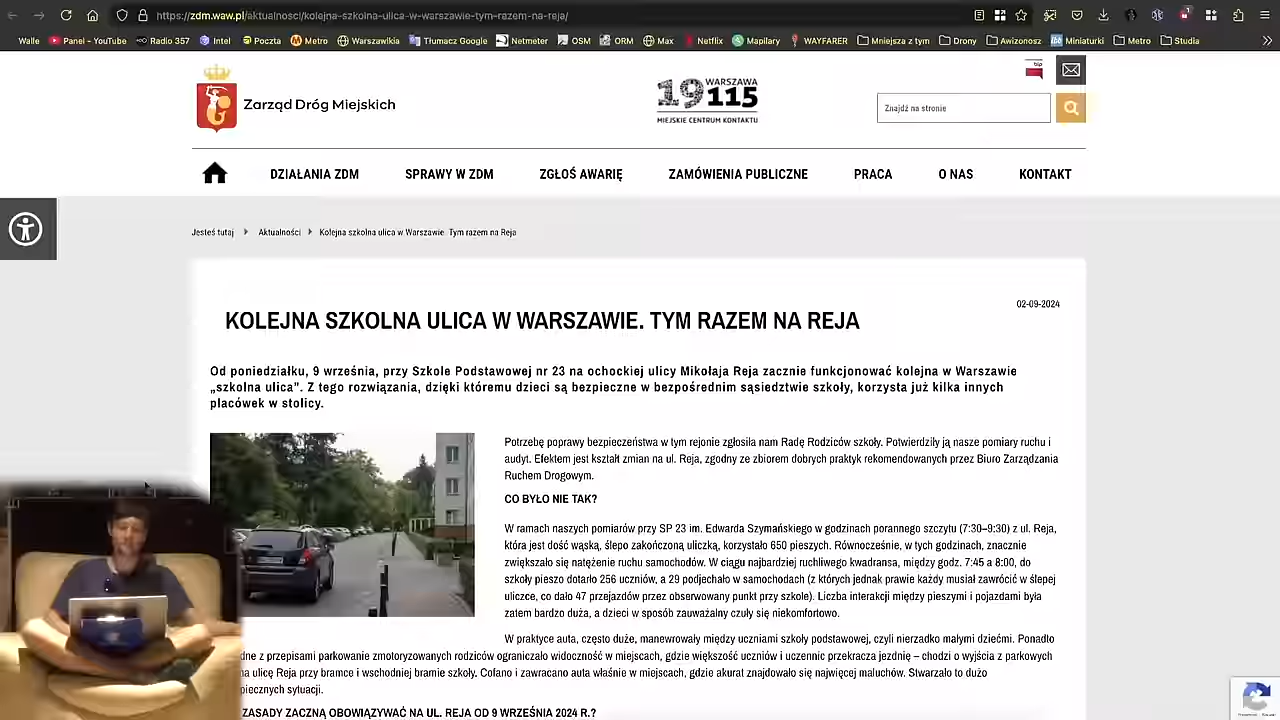 https://zdm.waw.pl/aktualnosci/kolejna-szkolna-ulica-w-warszawie-tym-razem-na-reja/
Walle Panel - YouTube Radio 357 Intel Poczta Metro Warszawikia Tłumacz Google Netmeter OSM ORM Max Netflix Mapilary WAYFARER Mniejsza z tym Drony Awizonosz Miniaturki Metro Studia
Zarząd Dróg Miejskich
19115 WARSZAWA
MIEJSKIE CENTRUM KONTAKTU
bip
Znajdź na stronie
DZIAŁANIA ZDM SPRAWY W ZDM ZGŁOŚ AWARIĘ ZAMÓWIENIA PUBLICZNE PRACA O NAS KONTAKT
Jesteś tutaj Aktualności Kolejna szkolna ulica w Warszawie. Tym razem na Reja
02-09-2024
KOLEJNA SZKOLNA ULICA W WARSZAWIE. TYM RAZEM NA REJA
Od poniedziałku, 9 września, przy Szkole Podstawowej nr 23 na ochockiej ulicy Mikołaja Reja zacznie funkcjonować kolejna w Warszawie
„szkolna ulica”. Z tego rozwiązania, dzięki któremu dzieci są bezpieczne w bezpośrednim sąsiedztwie szkoły, korzysta już kilka innych
placówek w stolicy.
Potrzebę poprawy bezpieczeństwa w tym rejonie zgłosiła nam Radę Rodziców szkoły. Potwierdziły ją nasze pomiary ruchu i
audyt. Efektem jest kształt zmian na ul. Reja, zgodny ze zbiorem dobrych praktyk rekomendowanych przez Biuro Zarządzania
Ruchem Drogowym.
CO BYŁO NIE TAK?
W ramach naszych pomiarów przy SP 23 im. Edwarda Szymańskiego w godzinach porannego szczytu (7:30–9:30) z ul. Reja,
która jest dość wąską, ślepo zakończoną uliczką, korzystało 650 pieszych. Równocześnie, w tych godzinach, znacznie
zwiększało się natężenie ruchu samochodów. W ciągu najbardziej ruchliwego kwadransa, między godz. 7:45 a 8:00, do
szkoły pieszo dotarło 256 uczniów, a 29 podjechało w samochodach (z których jednak prawie każdy musiał zawrócić w ślepej
uliczce, co dało 47 przejazdów przez obserwowany punkt przy szkole). Liczba interakcji między pieszymi i pojazdami była
zatem bardzo duża, a dzieci w sposób zauważalny czuły się niekomfortowo.
W praktyce auta, często duże, manewrowały między uczniami szkoły podstawowej, czyli nierzadko małymi dziećmi. Ponadto
dne z przepisami parkowanie zmotoryzowanych rodziców ograniczało widoczność w miejscach, gdzie większość uczniów i uczennic przekracza jezdnię – chodzi o wyjścia z parkowych
na ulicę Reja przy bramce i wschodniej bramie szkoły. Cofano i zawracano auta właśnie w miejscach, gdzie akurat znajdowało się najwięcej maluchów. Stwarzało to dużo
piecznych sytuacji.
ZASADY ZACZNĄ OBOWIĄZYWAĆ NA UL. REJA OD 9 WRZEŚNIA 2024 R.?